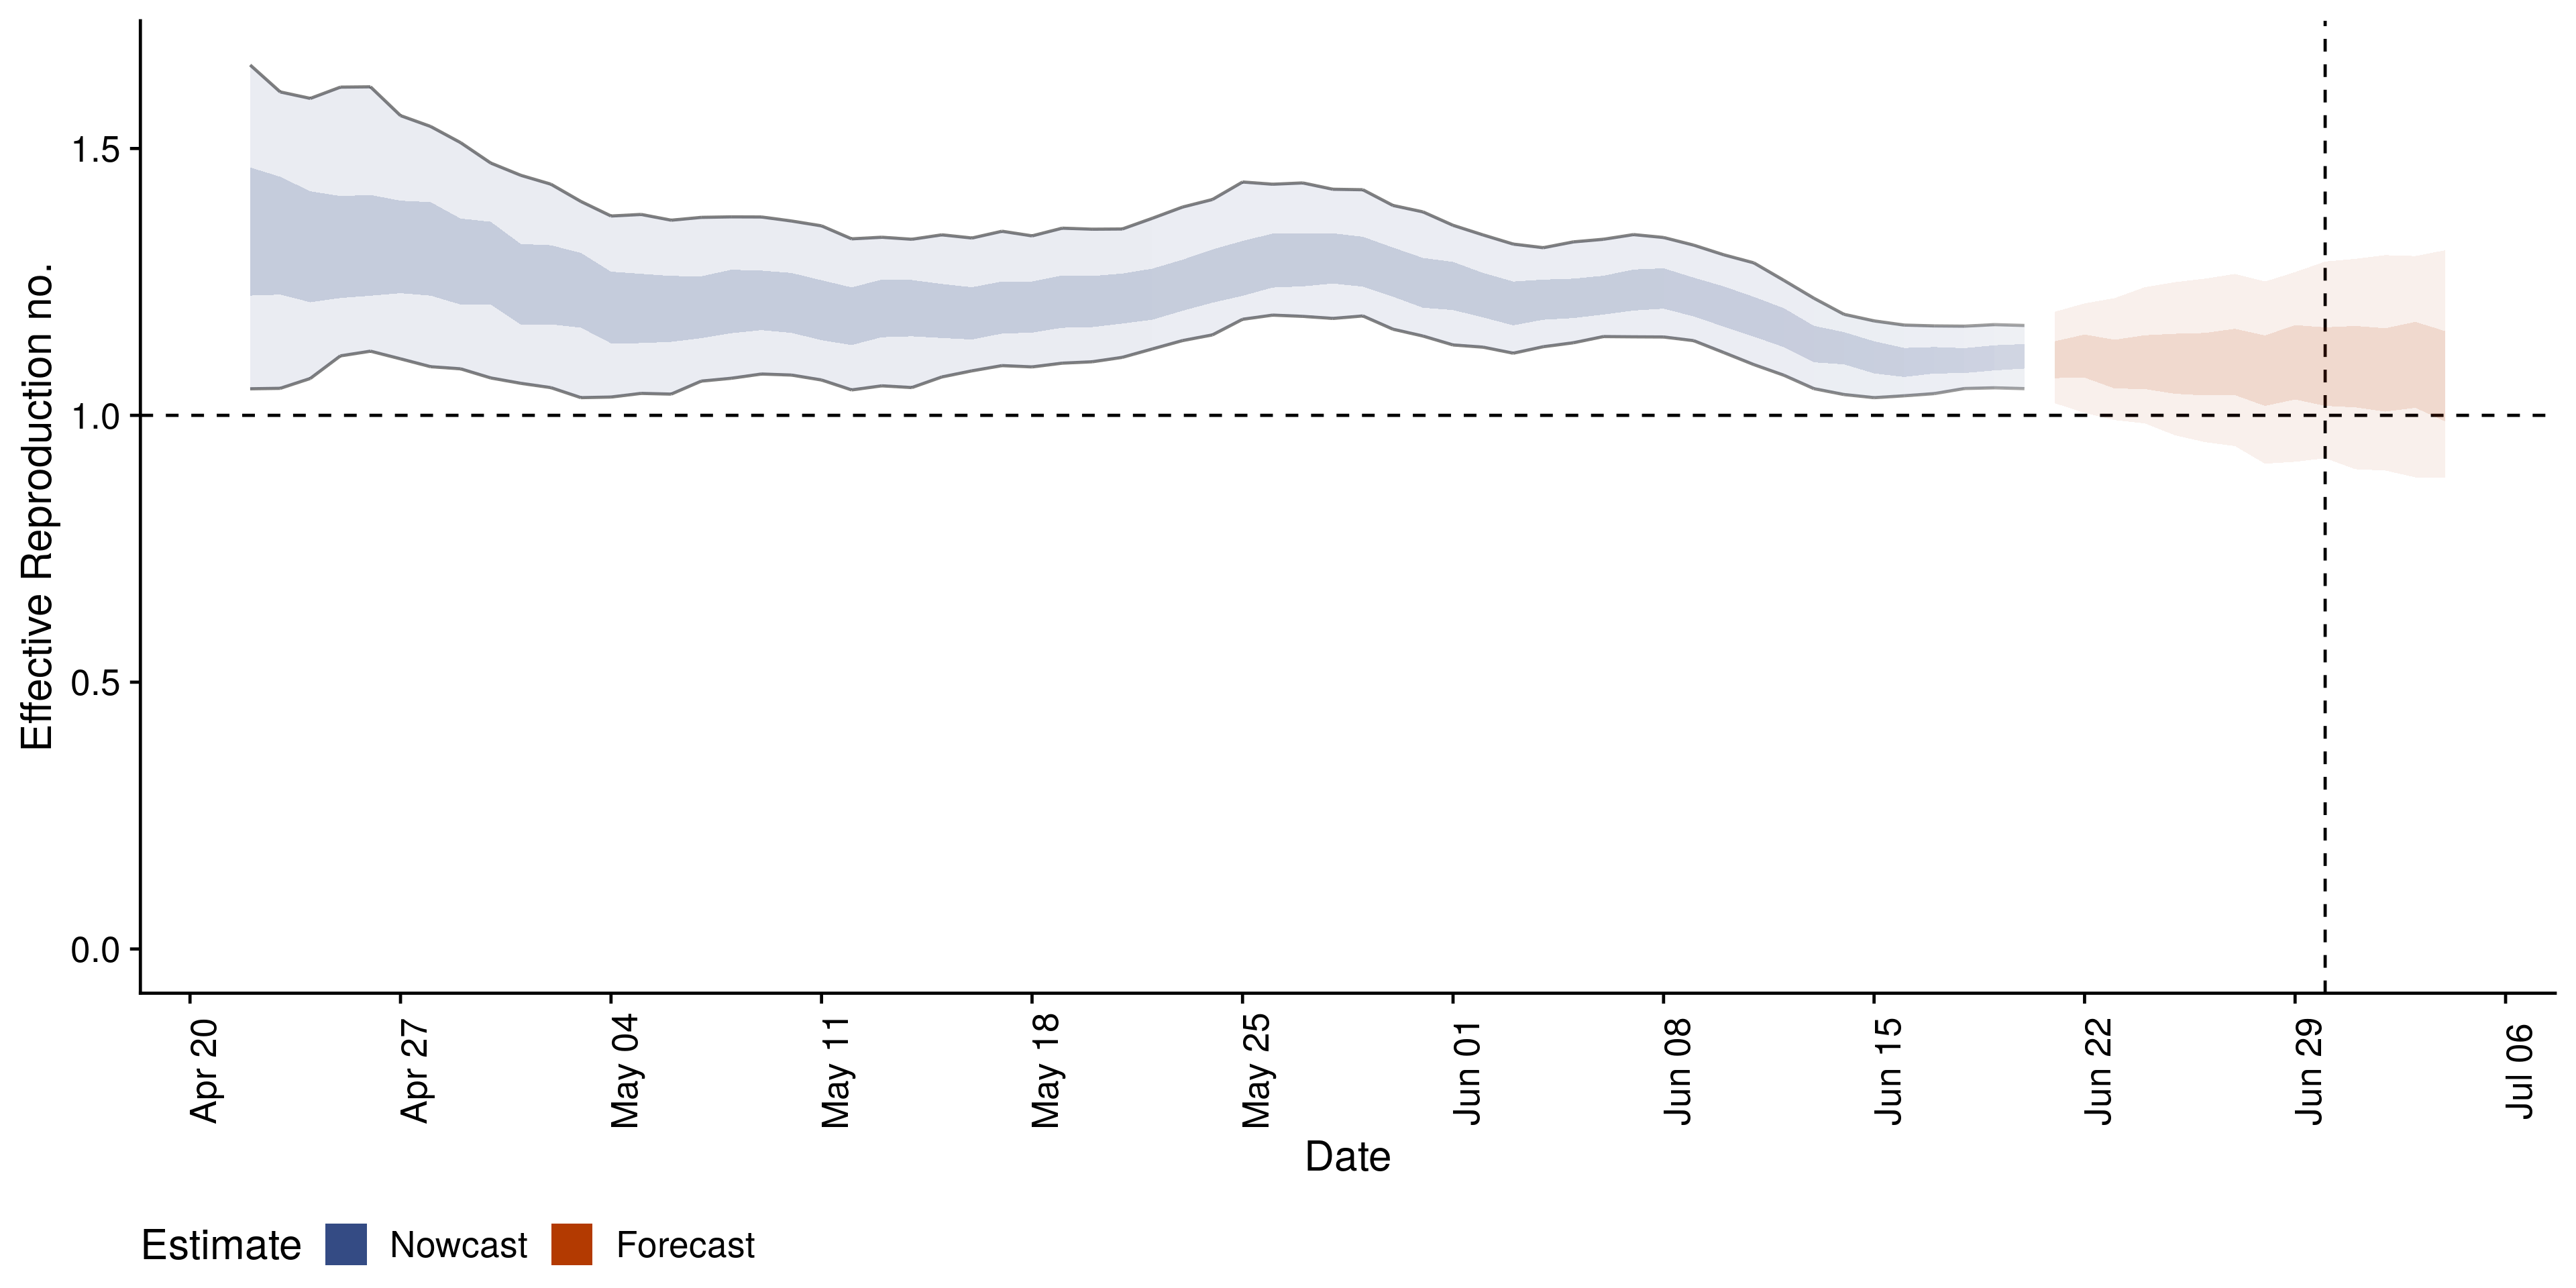 Effective Reproduction no.
1.5
1.0
0.5
0.0
Apr 20
Apr 27
May 04
May 11
May 18
May 25
Jun 01
Jun 08
Jun 15
Jun 22
Jun 29
Jul 06
Date
Estimate Nowcast Forecast